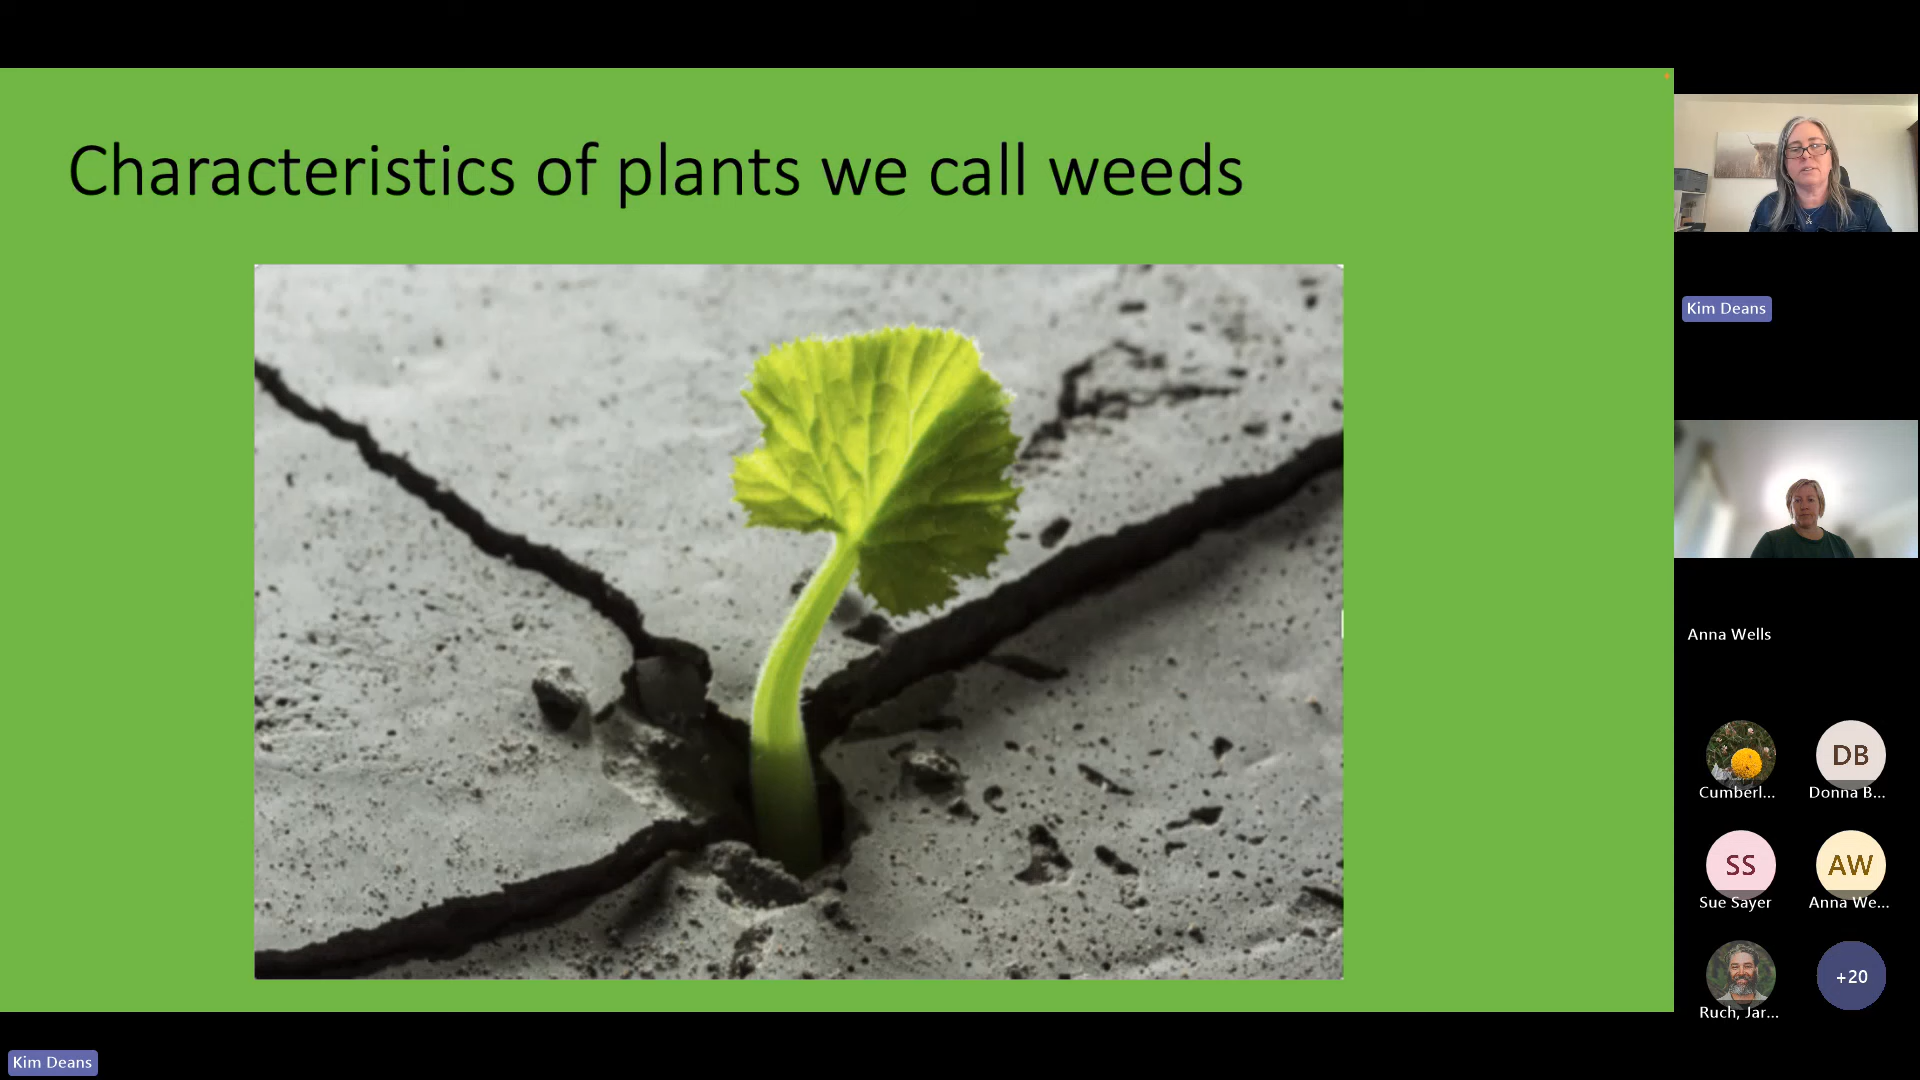 Characteristics of plants we call weeds
Kim Deans
Anna Wells
DB
Cumberl...
Donna B...
SS
AW
Sue Sayer
Anna We...
Ruch, Jar...
+20
Kim Deans